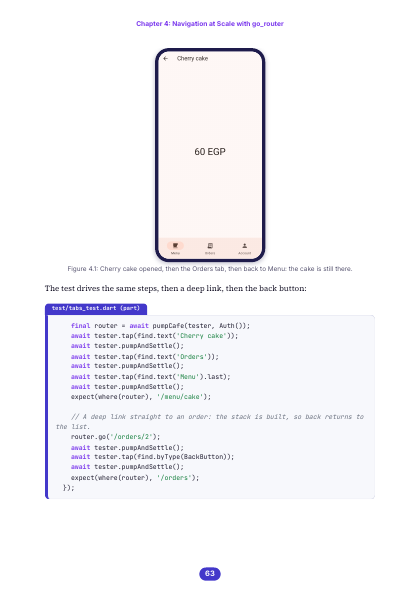 Chapter 4: Navigation at Scale with go_router
← Cherry cake
60 EGP
Menu Orders Account
Figure 4.1: Cherry cake opened, then the Orders tab, then back to Menu: the cake is still there.
The test drives the same steps, then a deep link, then the back button:
test/tabs_test.dart (part)
final router = await pumpCafe(tester, Auth());
await tester.tap(find.text('Cherry cake'));
await tester.pumpAndSettle();
await tester.tap(find.text('Orders'));
await tester.pumpAndSettle();
await tester.tap(find.text('Menu').last);
await tester.pumpAndSettle();
expect(where(router), '/menu/cake');
// A deep link straight to an order: the stack is built, so back returns to
the list.
router.go('/orders/2');
await tester.pumpAndSettle();
await tester.tap(find.byType(BackButton));
await tester.pumpAndSettle();
expect(where(router), '/orders');
});
63